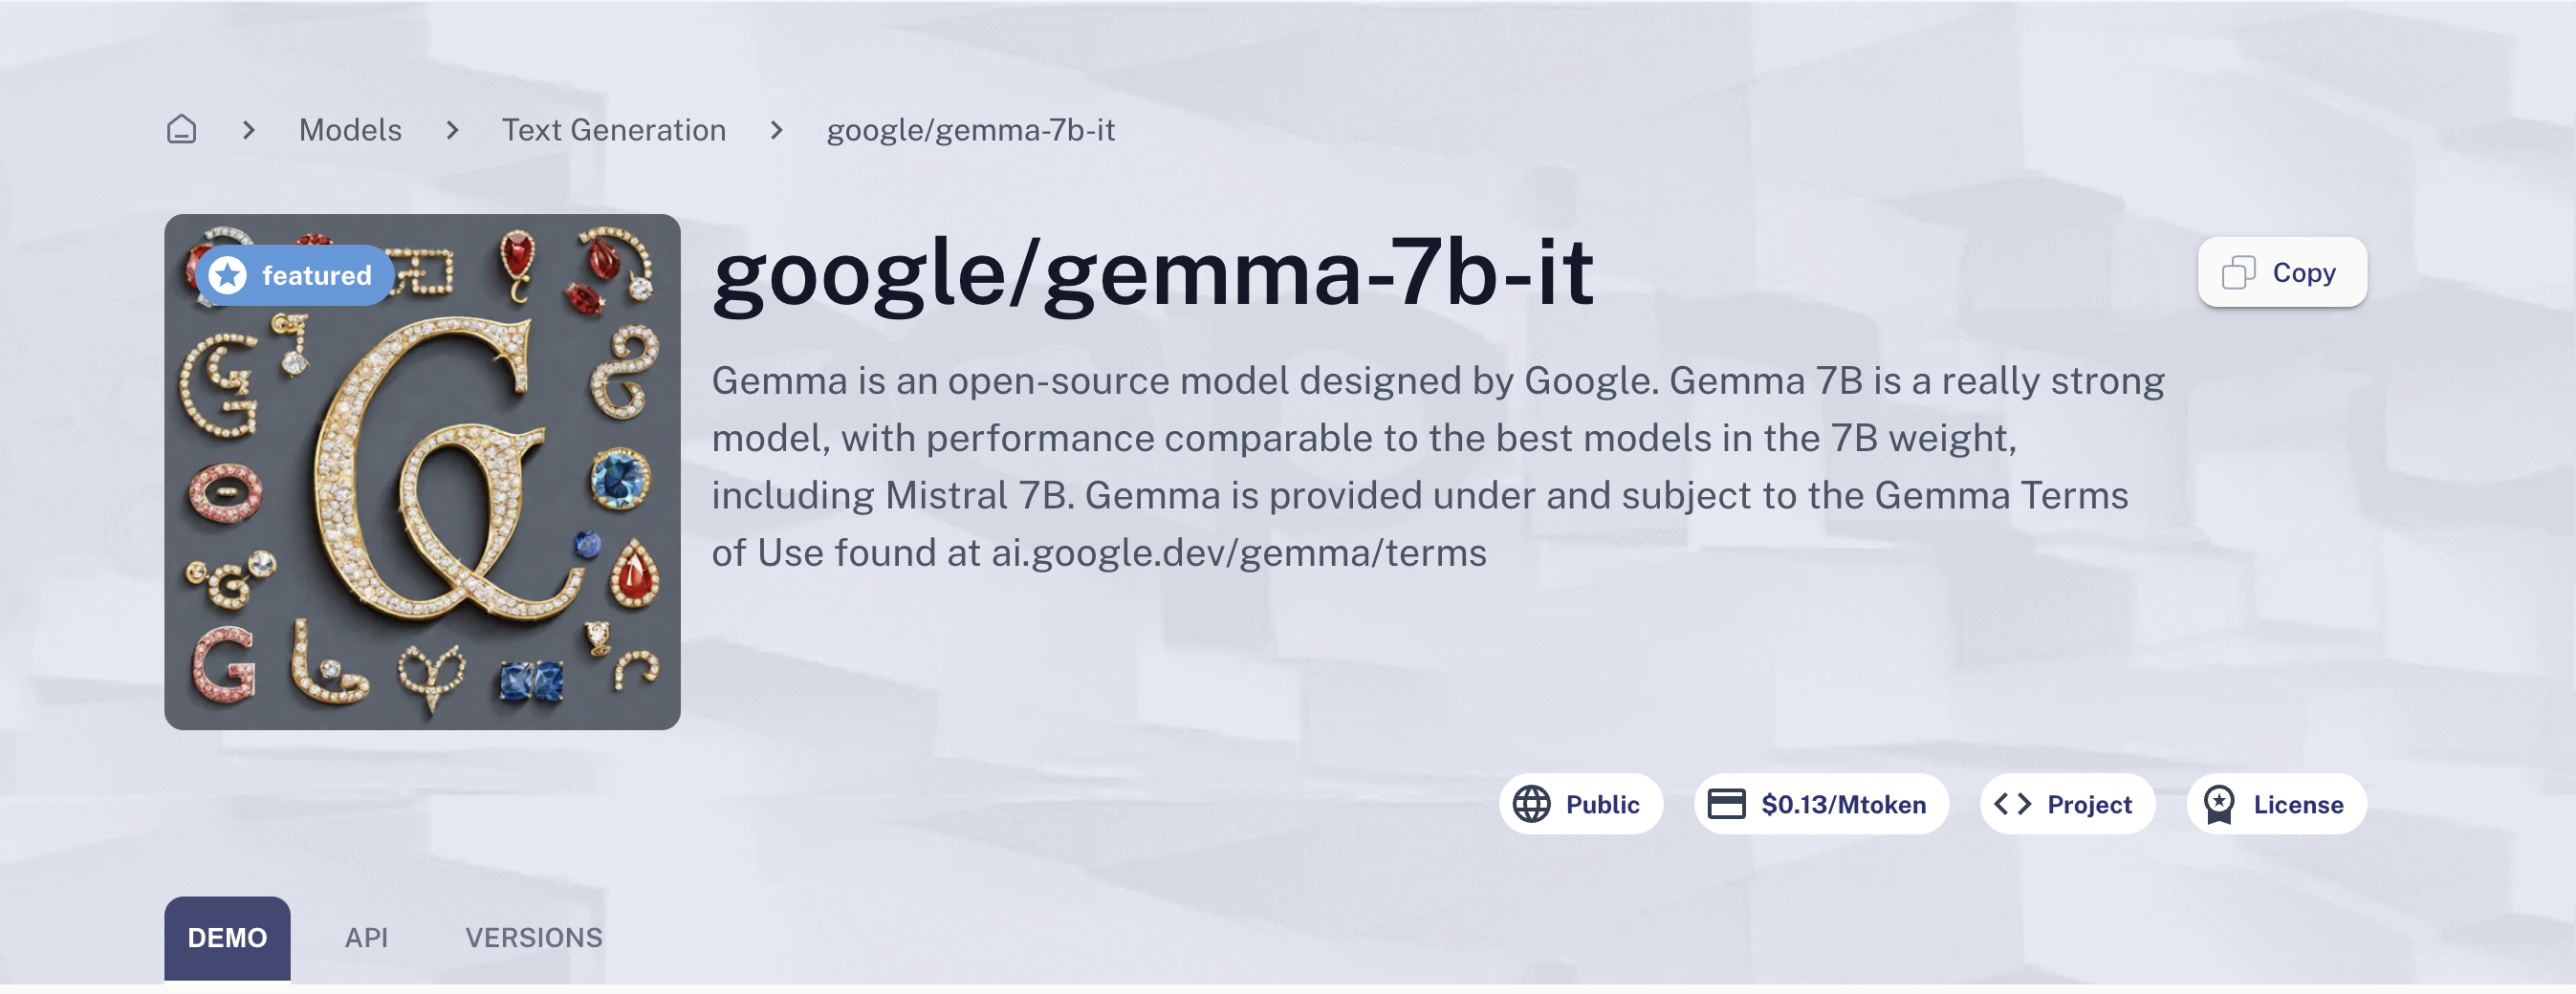 Models > Text Generation > google/gemma-7b-it
featured
google/gemma-7b-it
Copy
Gemma is an open-source model designed by Google. Gemma 7B is a really strong
model, with performance comparable to the best models in the 7B weight,
including Mistral 7B. Gemma is provided under and subject to the Gemma Terms
of Use found at ai.google.dev/gemma/terms
Public
$0.13/Mtoken
Project
License
DEMO
API
VERSIONS